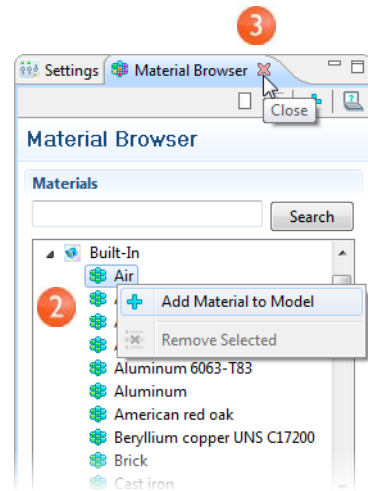 3
Settings Material Browser
Close
Material Browser
Materials
Search
Built-In
Air
2
Add Material to Model
Remove Selected
Aluminum 6063-T83
Aluminum
American red oak
Beryllium copper UNS C17200
Brick
Cast iron